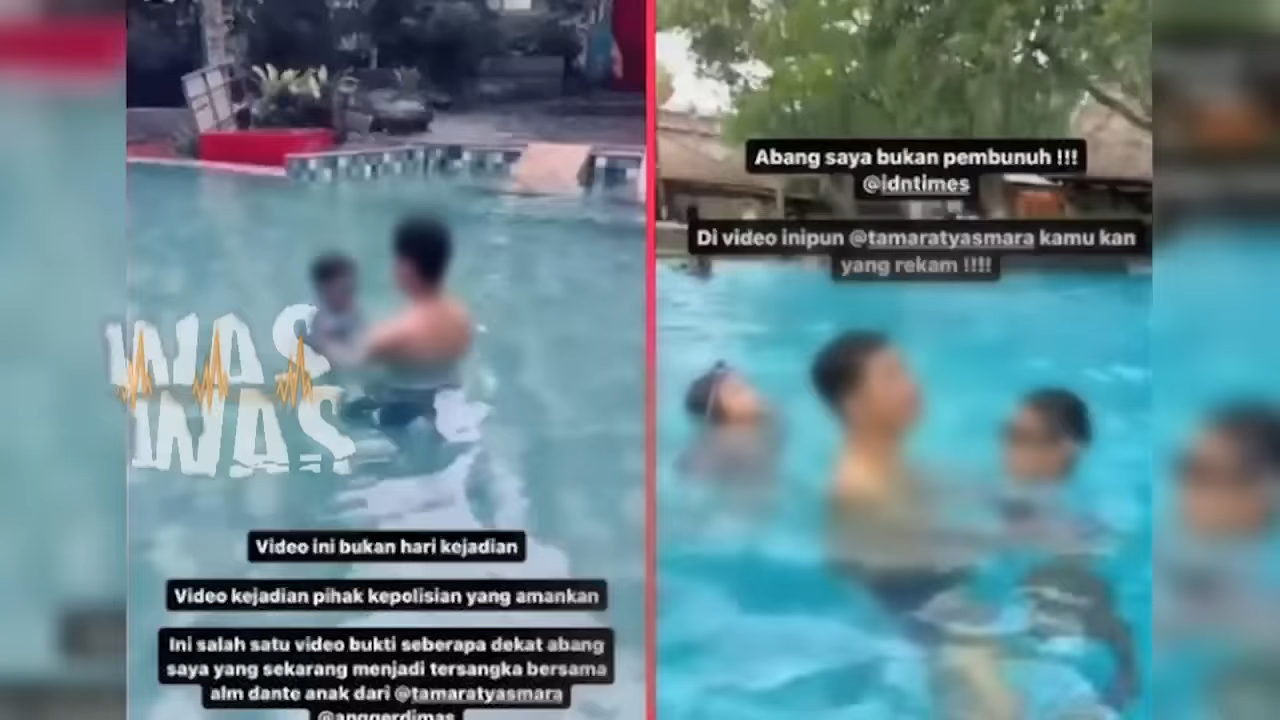 WAS
WAS
Video ini bukan hari kejadian
Video kejadian pihak kepolisian yang amankan
Ini salah satu video bukti seberapa dekat abang
saya yang sekarang menjadi tersangka bersama
alm dante anak dari @tamaratyasmara
@anggerdimas
Abang saya bukan pembunuh !!!
@idntimes
Di video inipun @tamaratyasmara kamu kan
yang rekam !!!!